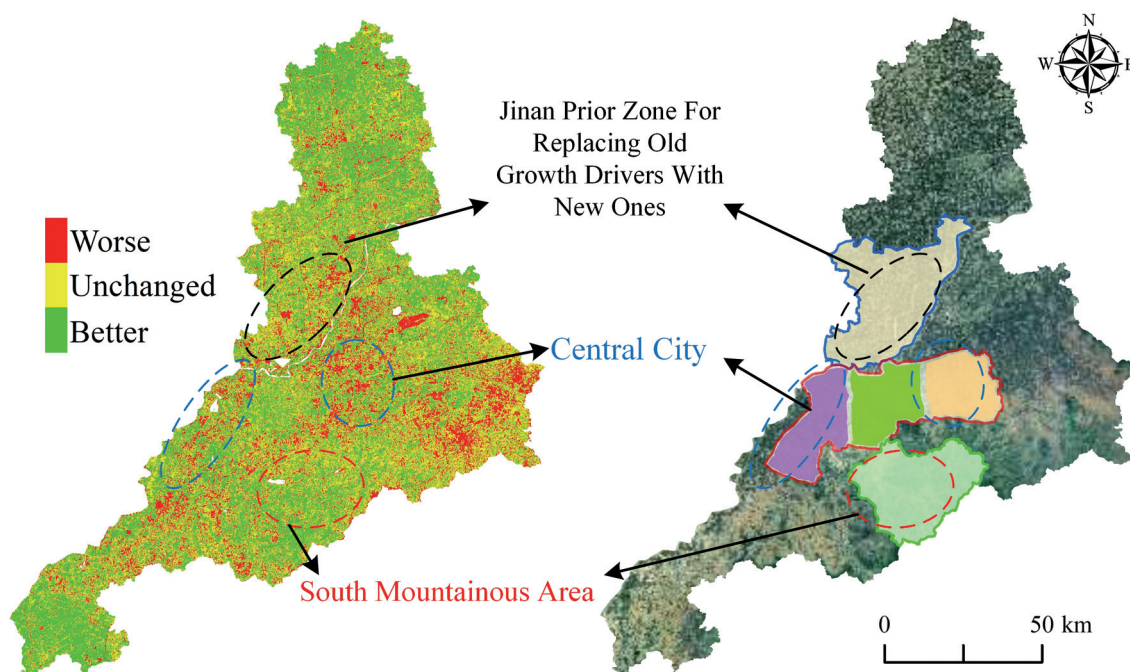 N
W
E
S
Jinan Prior Zone For
Replacing Old
Growth Drivers With
New Ones
Worse
Unchanged
Better
Central City
South Mountainous Area
0
50 km